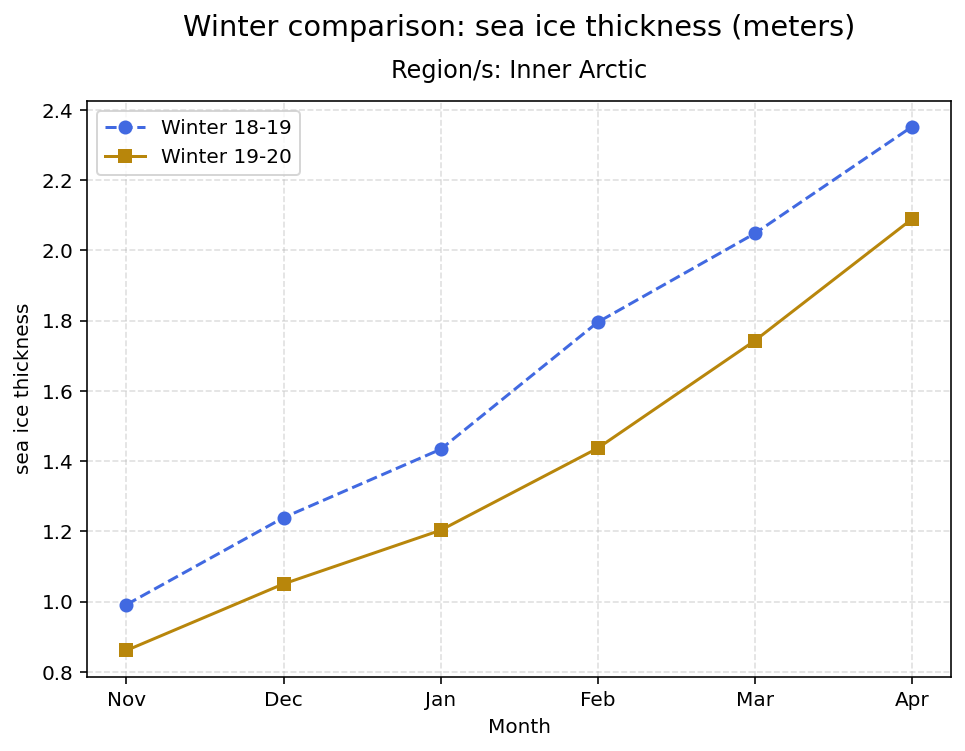 Winter comparison: sea ice thickness (meters)
Region/s: Inner Arctic
Winter 18-19
Winter 19-20
sea ice thickness
2.4
2.2
2.0
1.8
1.6
1.4
1.2
1.0
0.8
Nov
Dec
Jan
Feb
Mar
Apr
Month